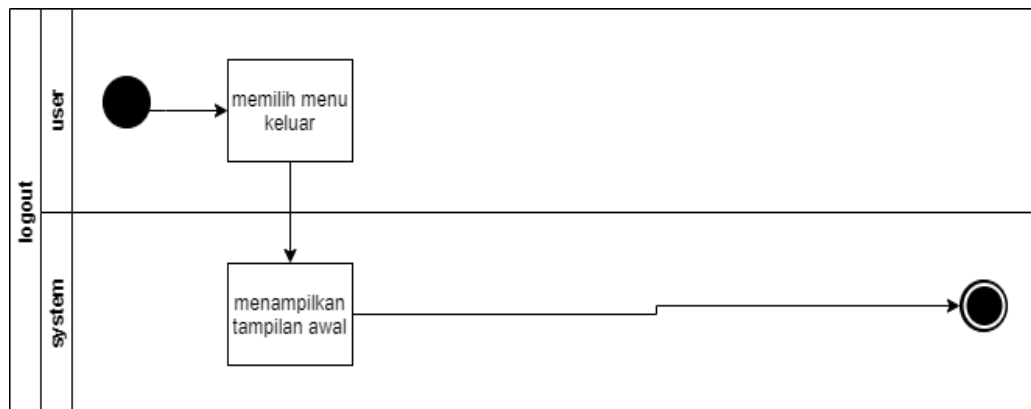 logout
user
memilih menu
keluar
system
menampilkan
tampilan awal